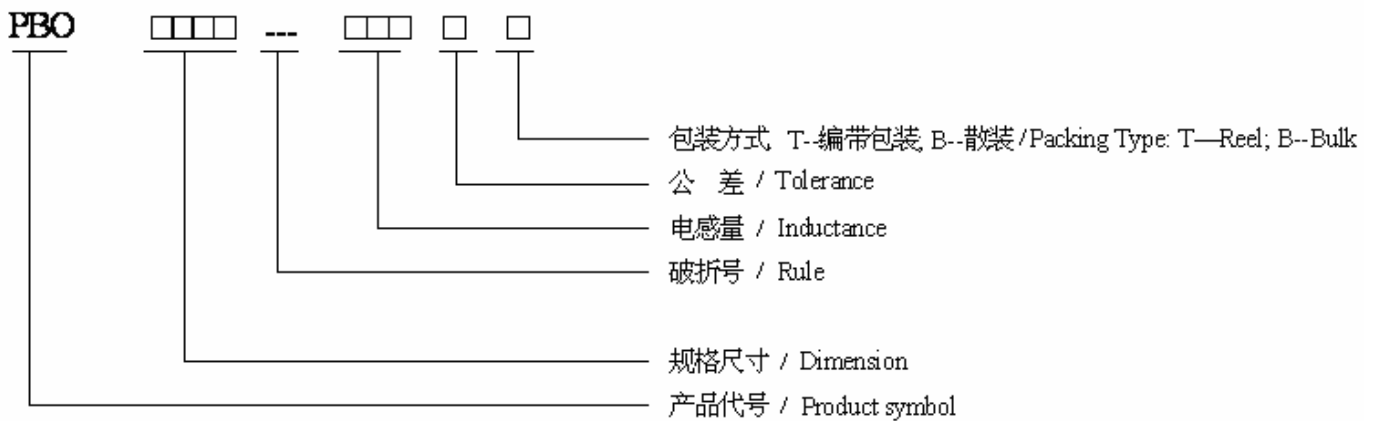 PBO □□□□ --- □□□ □ □
包装方式, T--编带包装; B--散装 / Packing Type: T—Reel; B--Bulk
公 差 / Tolerance
电感量 / Inductance
破折号 / Rule
规格尺寸 / Dimension
产品代号 / Product symbol